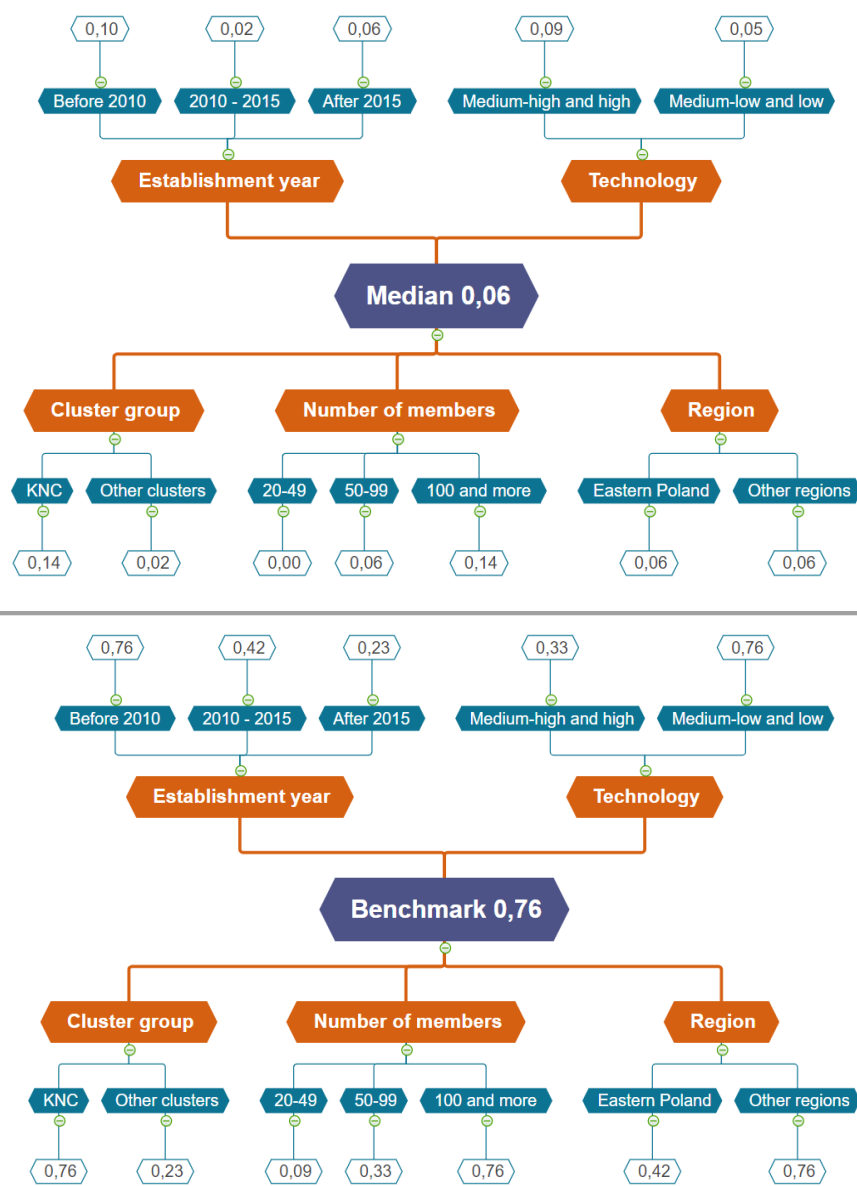 0,10 0,02 0,06 0,09 0,05
Before 2010 2010 - 2015 After 2015 Medium-high and high Medium-low and low
Establishment year Technology
Median 0,06
Cluster group Number of members Region
KNC Other clusters 20-49 50-99 100 and more Eastern Poland Other regions
0,14 0,02 0,00 0,06 0,14 0,06 0,06
0,76 0,42 0,23 0,33 0,76
Before 2010 2010 - 2015 After 2015 Medium-high and high Medium-low and low
Establishment year Technology
Benchmark 0,76
Cluster group Number of members Region
KNC Other clusters 20-49 50-99 100 and more Eastern Poland Other regions
0,76 0,23 0,09 0,33 0,76 0,42 0,76